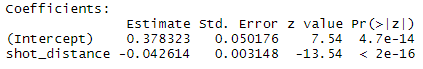 Coefficients:
Estimate Std. Error z value Pr(>|z|)
(Intercept) 0.378323 0.050176 7.54 4.7e-14
shot_distance -0.042614 0.003148 -13.54 < 2e-16